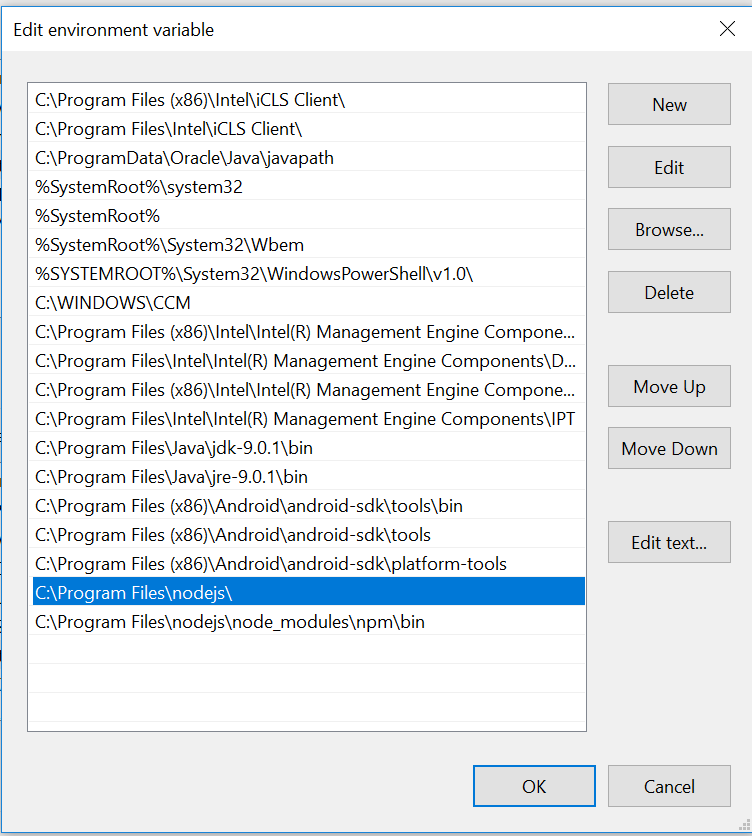 Edit environment variable
C:\Program Files (x86)\Intel\iCLS Client\
C:\Program Files\Intel\iCLS Client\
C:\ProgramData\Oracle\Java\javapath
%SystemRoot%\system32
%SystemRoot%
%SystemRoot%\System32\Wbem
%SYSTEMROOT%\System32\WindowsPowerShell\v1.0\
C:\WINDOWS\CCM
C:\Program Files (x86)\Intel\Intel(R) Management Engine Compone...
C:\Program Files\Intel\Intel(R) Management Engine Components\D...
C:\Program Files (x86)\Intel\Intel(R) Management Engine Compone...
C:\Program Files\Intel\Intel(R) Management Engine Components\IPT
C:\Program Files\Java\jdk-9.0.1\bin
C:\Program Files\Java\jre-9.0.1\bin
C:\Program Files (x86)\Android\android-sdk\tools\bin
C:\Program Files (x86)\Android\android-sdk\tools
C:\Program Files (x86)\Android\android-sdk\platform-tools
C:\Program Files\nodejs\
C:\Program Files\nodejs\node_modules\npm\bin
New
Edit
Browse...
Delete
Move Up
Move Down
Edit text...
OK
Cancel